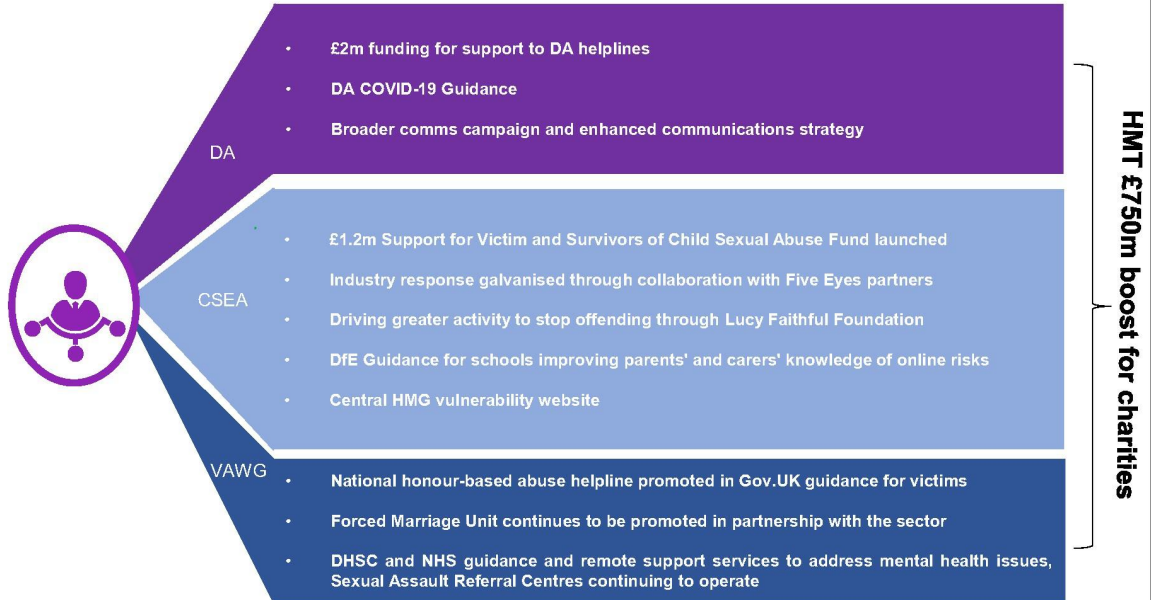 DA
• £2m funding for support to DA helplines
• DA COVID-19 Guidance
• Broader comms campaign and enhanced communications strategy
CSEA
• £1.2m Support for Victim and Survivors of Child Sexual Abuse Fund launched
• Industry response galvanised through collaboration with Five Eyes partners
• Driving greater activity to stop offending through Lucy Faithful Foundation
• DfE Guidance for schools improving parents' and carers' knowledge of online risks
• Central HMG vulnerability website
VAWG
• National honour-based abuse helpline promoted in Gov.UK guidance for victims
• Forced Marriage Unit continues to be promoted in partnership with the sector
• DHSC and NHS guidance and remote support services to address mental health issues,
Sexual Assault Referral Centres continuing to operate
HMT £750m boost for charities